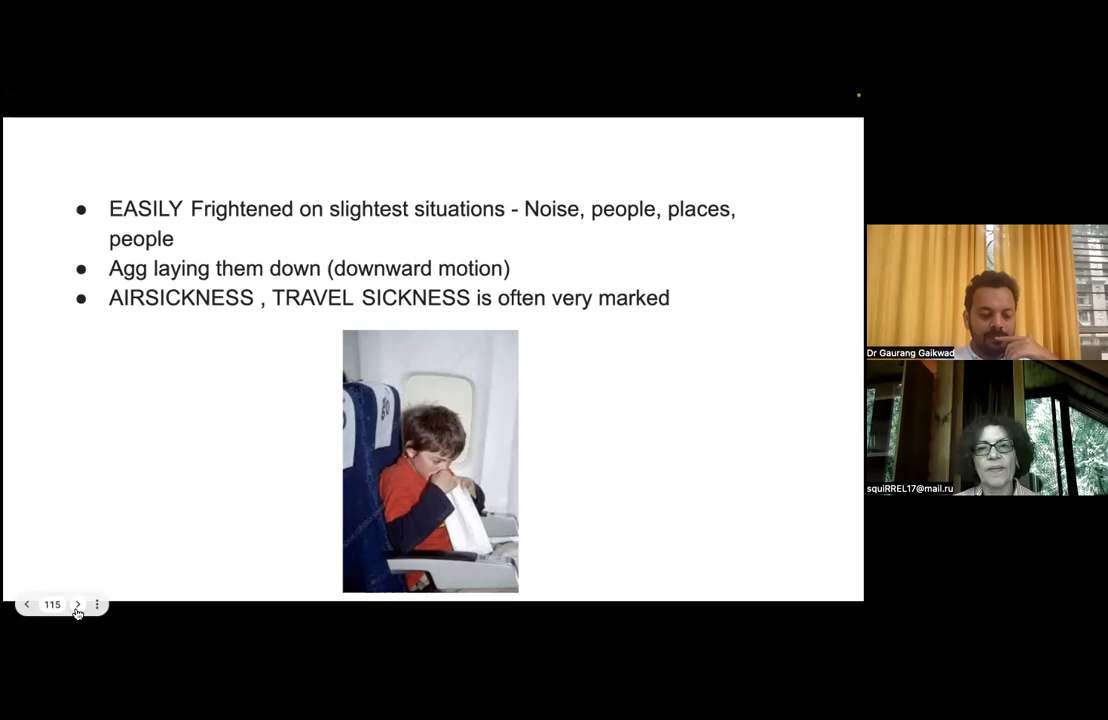 ● EASILY Frightened on slightest situations - Noise, people, places,
people
● Agg laying them down (downward motion)
● AIRSICKNESS , TRAVEL SICKNESS is often very marked
115
Dr Gaurang Gaikwad
squiRREL17@mail.ru